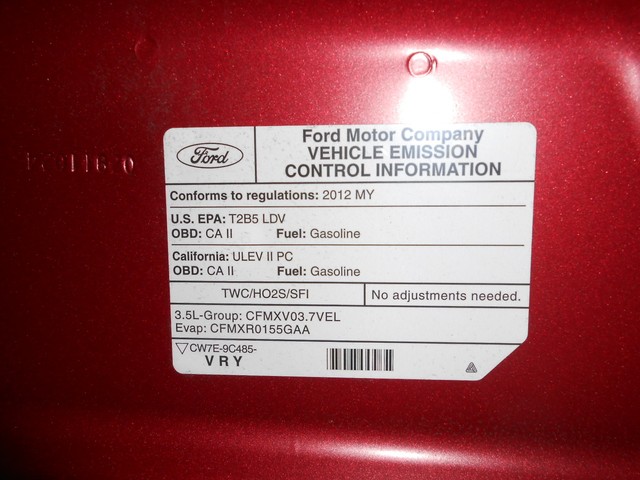 Ford
Ford Motor Company
VEHICLE EMISSION
CONTROL INFORMATION
Conforms to regulations: 2012 MY
U.S. EPA: T2B5 LDV
OBD: CA II Fuel: Gasoline
California: ULEV II PC
OBD: CA II Fuel: Gasoline
TWC/HO2S/SFI No adjustments needed.
3.5L-Group: CFMXV03.7VEL
Evap: CFMXR0155GAA
CW7E-9C485-
VRY